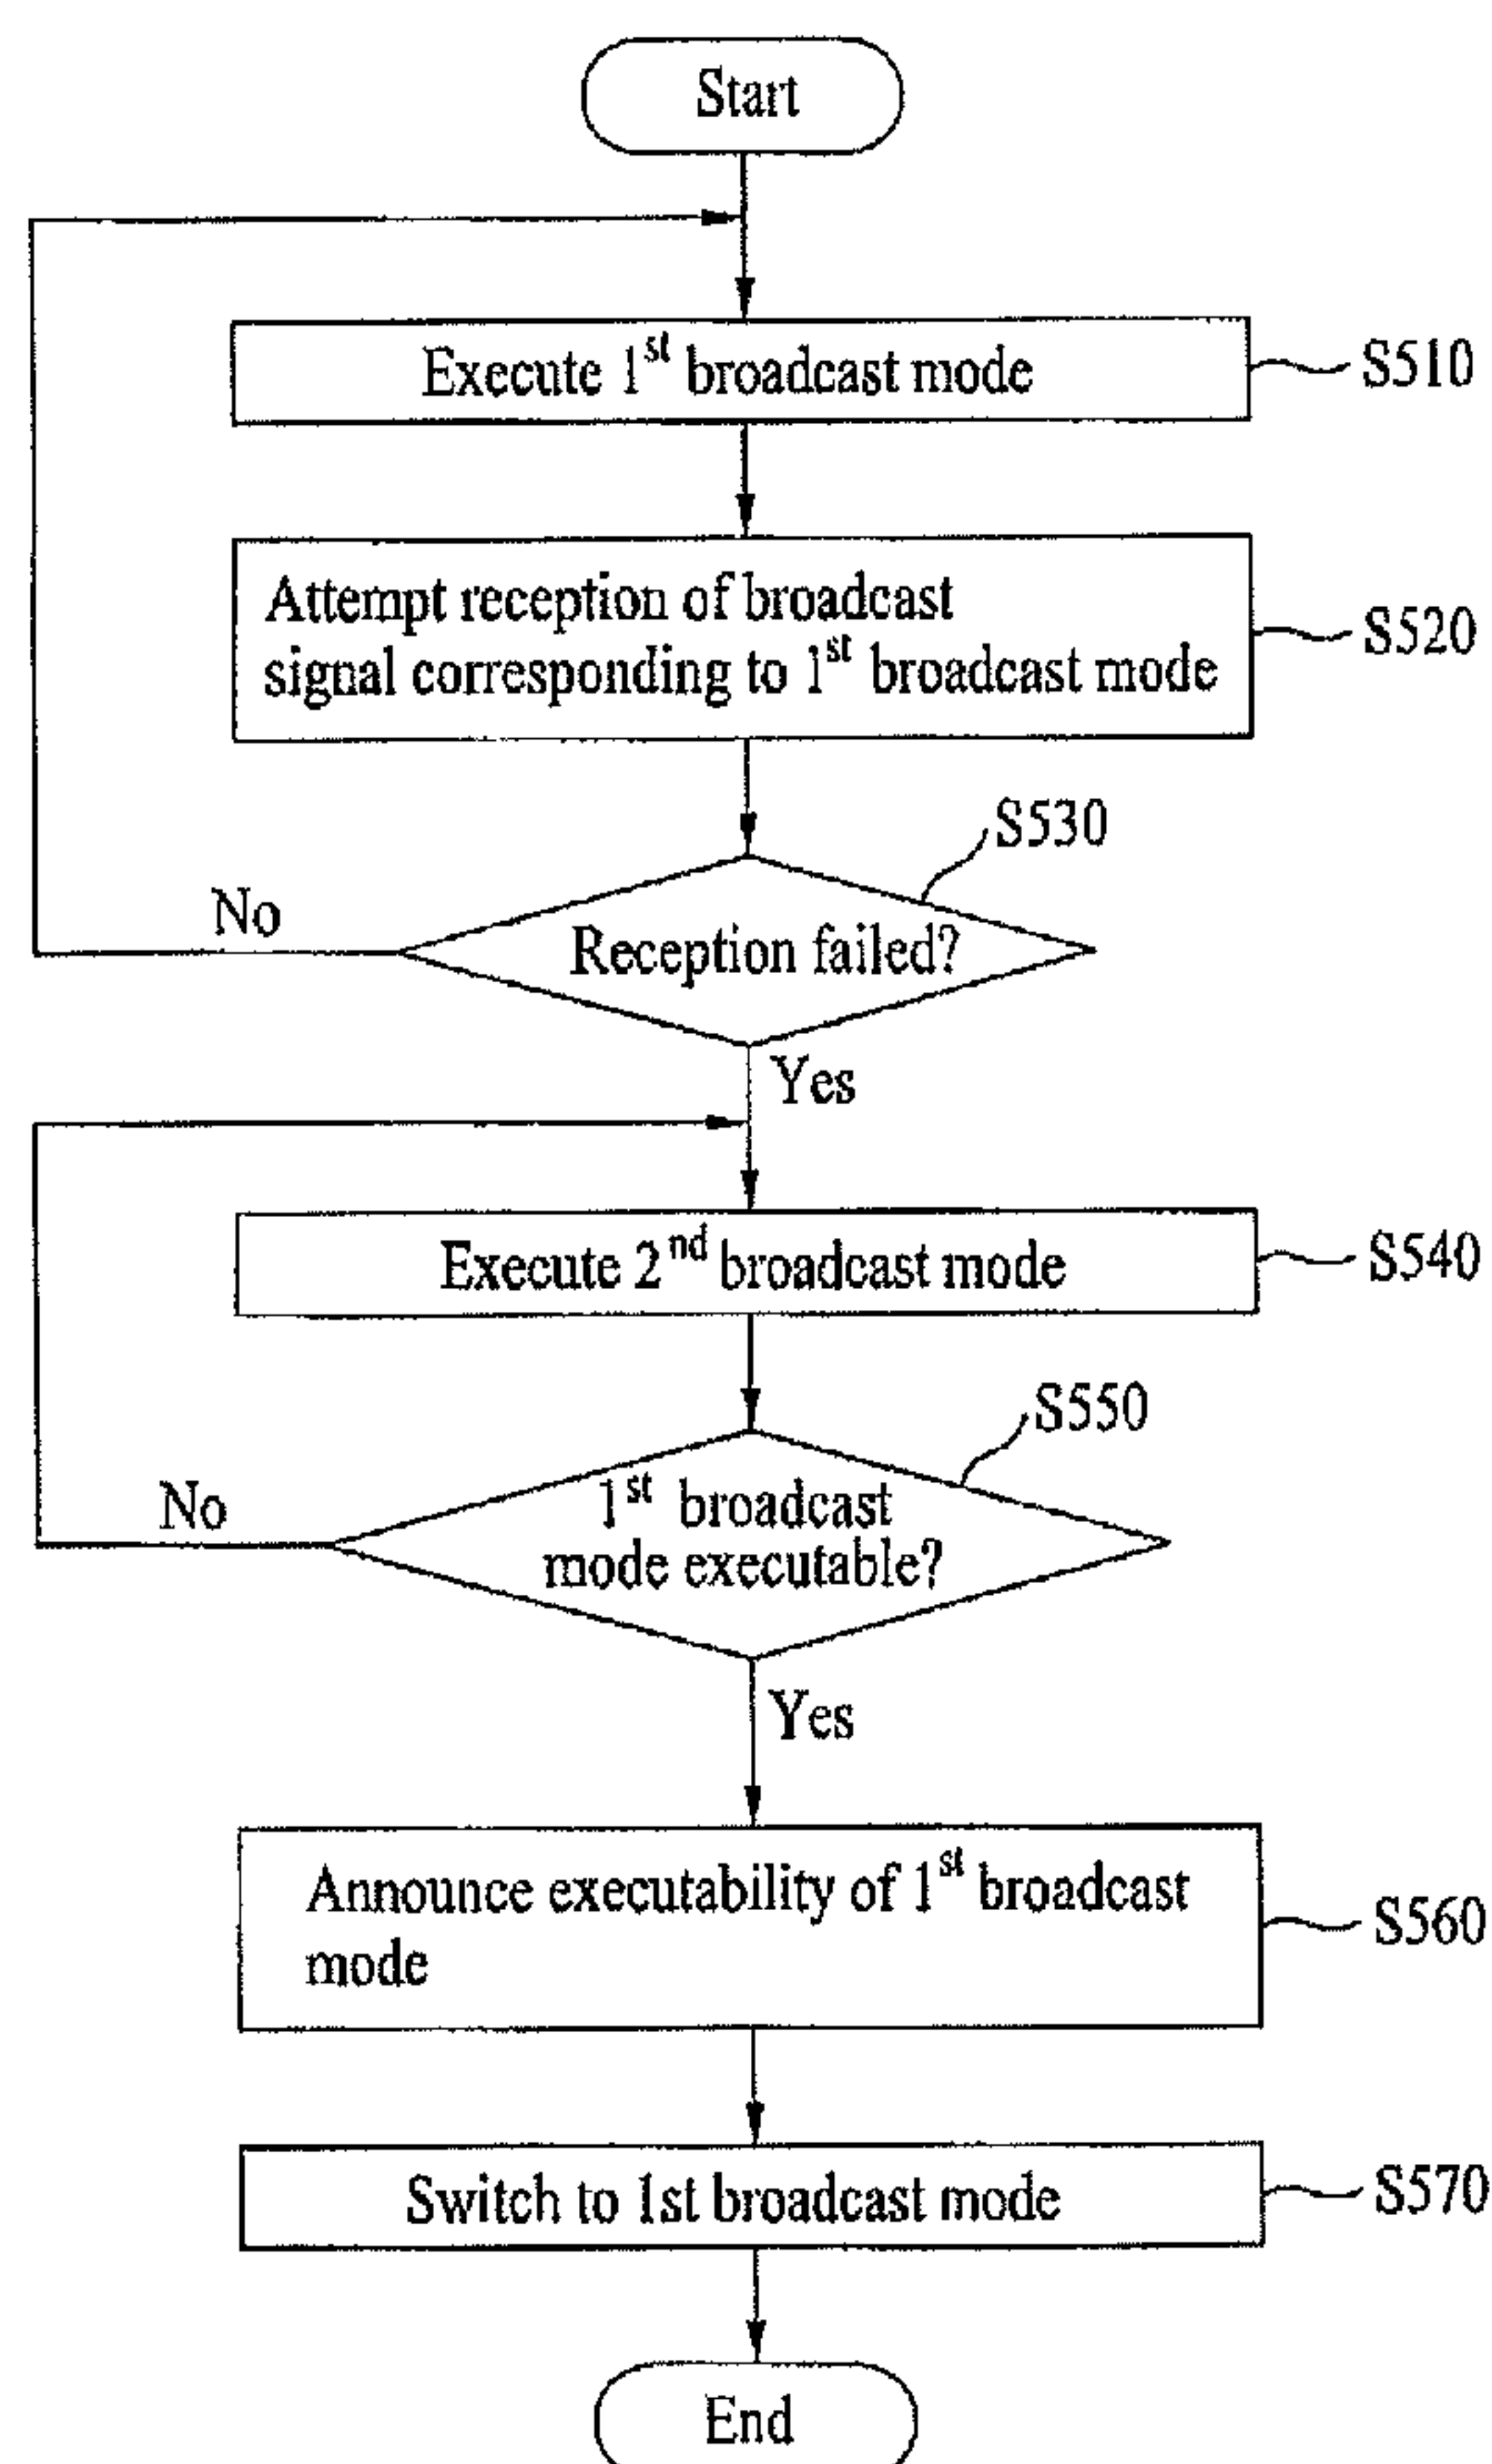 Start
Execute 1st broadcast mode
S510
Attempt reception of broadcast
signal corresponding to 1st broadcast mode
S520
S530
Reception failed?
No
Yes
Execute 2nd broadcast mode
S540
S550
1st broadcast
mode executable?
No
Yes
Announce executability of 1st broadcast
mode
S560
Switch to 1st broadcast mode
S570
End